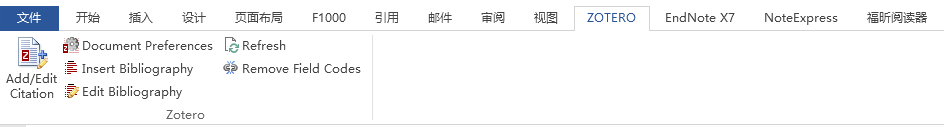 文件 开始 插入 设计 页面布局 F1000 引用 邮件 审阅 视图 ZOTERO EndNote X7 NoteExpress 福昕阅读器
Add/Edit Citation
Document Preferences
Insert Bibliography
Edit Bibliography
Refresh
Remove Field Codes
Zotero